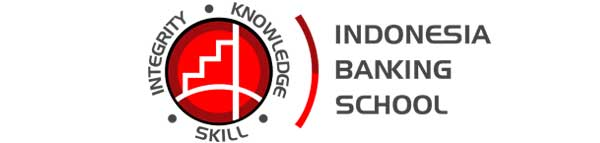 INTEGRITY
KNOWLEDGE
SKILL
INDONESIA
BANKING
SCHOOL